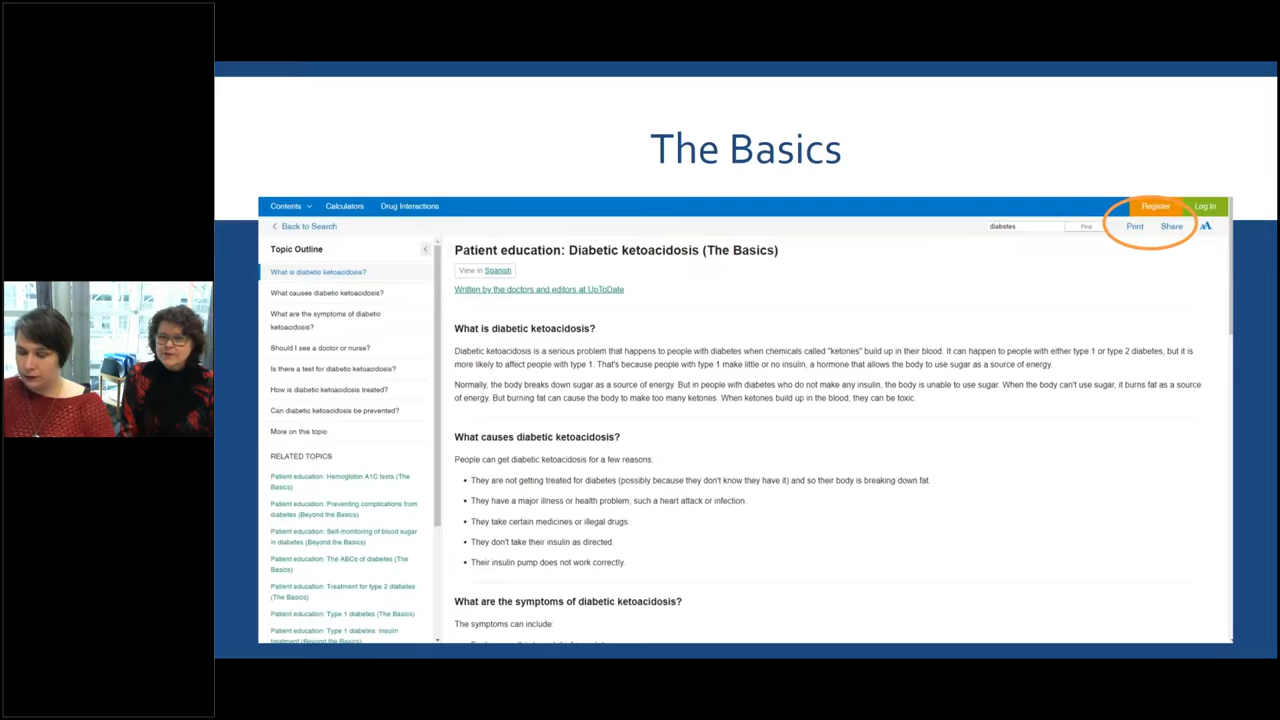 The Basics
Contents Calculators Drug Interactions Register Log In
Back to Search diabetes Find Print Share AA
Topic Outline
What is diabetic ketoacidosis?
What causes diabetic ketoacidosis?
What are the symptoms of diabetic
ketoacidosis?
Should I see a doctor or nurse?
Is there a test for diabetic ketoacidosis?
How is diabetic ketoacidosis treated?
Can diabetic ketoacidosis be prevented?
More on this topic
RELATED TOPICS
Patient education: Hemoglobin A1C tests (The
Basics)
Patient education: Preventing complications from
diabetes (Beyond the Basics)
Patient education: Self-monitoring of blood sugar
in diabetes (Beyond the Basics)
Patient education: The ABCs of diabetes (The
Basics)
Patient education: Treatment for type 2 diabetes
(The Basics)
Patient education: Type 1 diabetes (The Basics)
Patient education: Type 1 diabetes: Insulin
treatment (Beyond the Basics)
Patient education: Diabetic ketoacidosis (The Basics)
View in Spanish
Written by the doctors and editors at UpToDate
What is diabetic ketoacidosis?
Diabetic ketoacidosis is a serious problem that happens to people with diabetes when chemicals called "ketones" build up in their blood. It can happen to people with either type 1 or type 2 diabetes, but it is
more likely to affect people with type 1. That's because people with type 1 make little or no insulin, a hormone that allows the body to use sugar as a source of energy.
Normally, the body breaks down sugar as a source of energy. But in people with diabetes who do not make any insulin, the body is unable to use sugar. When the body can't use sugar, it burns fat as a source
of energy. But burning fat can cause the body to make too many ketones. When ketones build up in the blood, they can be toxic.
What causes diabetic ketoacidosis?
People can get diabetic ketoacidosis for a few reasons:
• They are not getting treated for diabetes (possibly because they don't know they have it) and so their body is breaking down fat.
• They have a major illness or health problem, such a heart attack or infection.
• They take certain medicines or illegal drugs.
• They don't take their insulin as directed.
• Their insulin pump does not work correctly.
What are the symptoms of diabetic ketoacidosis?
The symptoms can include: